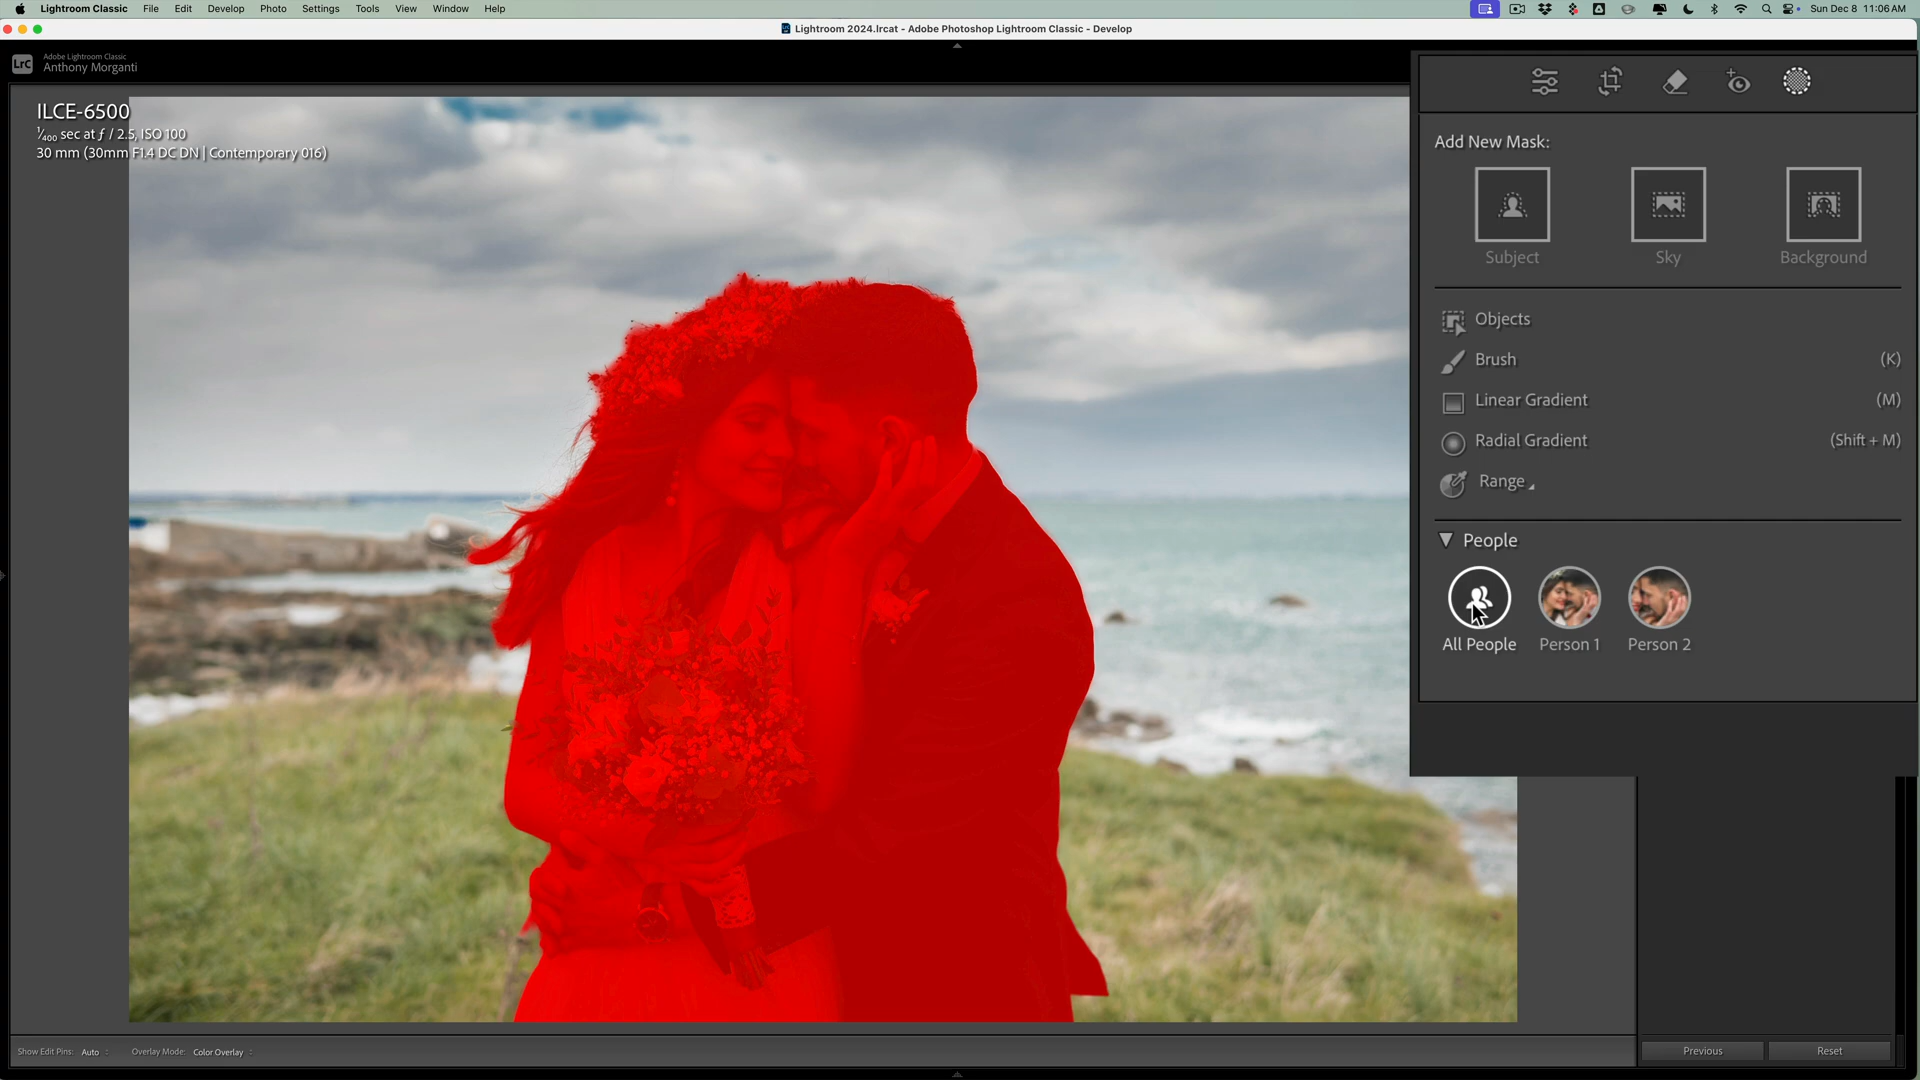 Lightroom Classic File Edit Develop Photo Settings Tools View Window Help Sun Dec 8 11:06 AM
Lightroom 2024.lrcat - Adobe Photoshop Lightroom Classic - Develop
LrC
Adobe Lightroom Classic
Anthony Morganti
ILCE-6500
1/400 sec at ƒ / 2.5, ISO 100
30 mm (30mm F1.4 DC DN | Contemporary 016)
Add New Mask:
Subject Sky Background
Objects
Brush (K)
Linear Gradient (M)
Radial Gradient (Shift + M)
Range
People
All People Person 1 Person 2
Show Edit Pins: Auto Overlay Mode: Color Overlay
Previous Reset